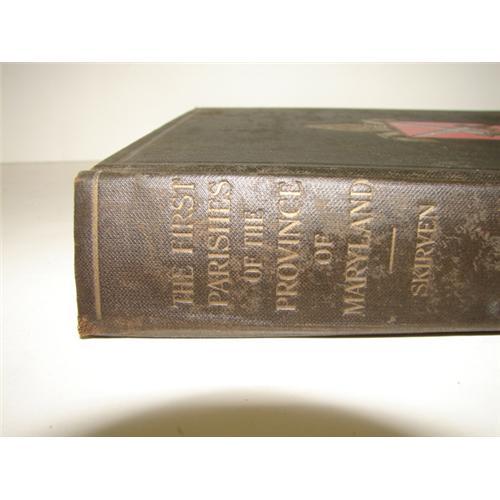 THE FIRST
PARISHES
OF THE
PROVINCE
OF
MARYLAND
SKIRVEN